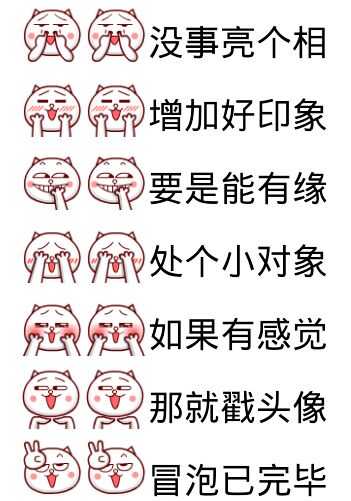 没事亮个相
增加好印象
要是能有缘
处个小对象
如果有感觉
那就戳头像
冒泡已完毕